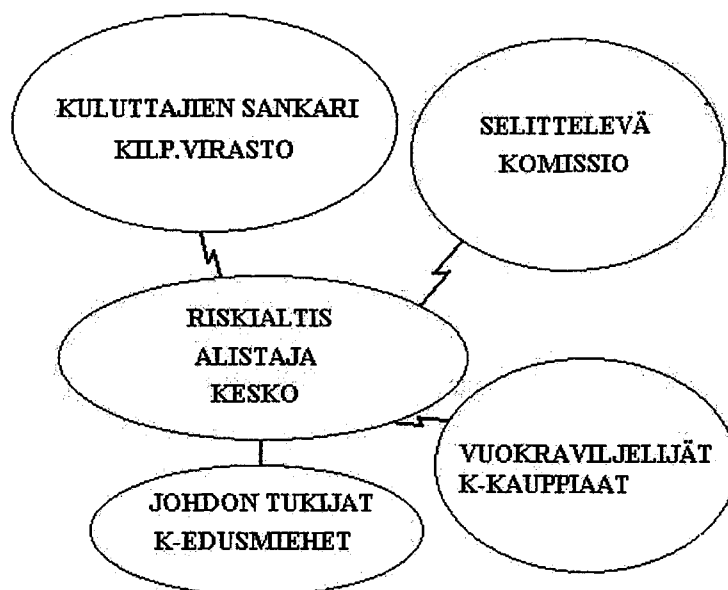 KULUTTAJIEN SANKARI
KILP.VIRASTO
SELITTELEVÄ
KOMISSIO
RISKIALTIS
ALISTAJA
KESKO
VUOKRAVILJELIJÄT
K-KAUPPIAAT
JOHDON TUKIJAT
K-EDUSMIEHET